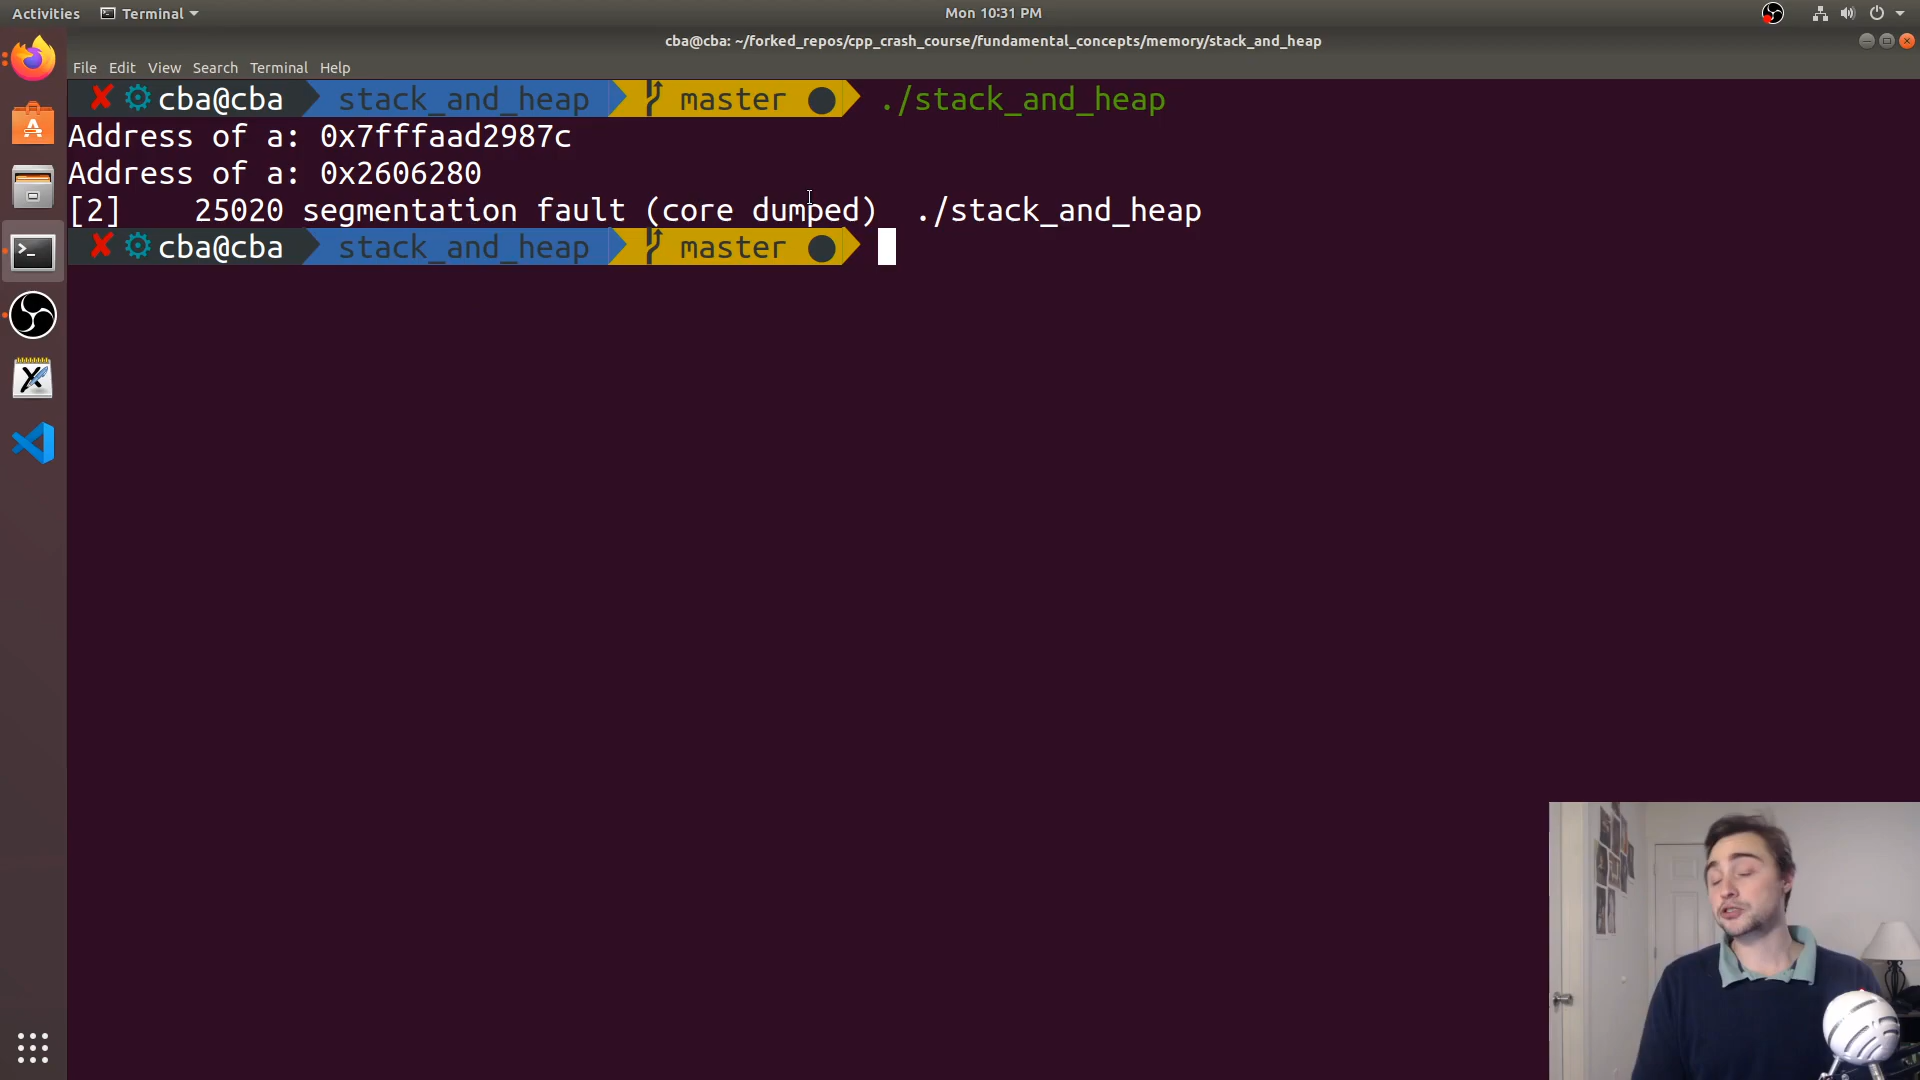 Activities Terminal Mon 10:31 PM
cba@cba: ~/forked_repos/cpp_crash_course/fundamental_concepts/memory/stack_and_heap
File Edit View Search Terminal Help
✘ ⚙ cba@cba stack_and_heap master ● ./stack_and_heap
Address of a: 0x7fffaad2987c
Address of a: 0x2606280
[2]    25020 segmentation fault (core dumped)  ./stack_and_heap
✘ ⚙ cba@cba stack_and_heap master ●